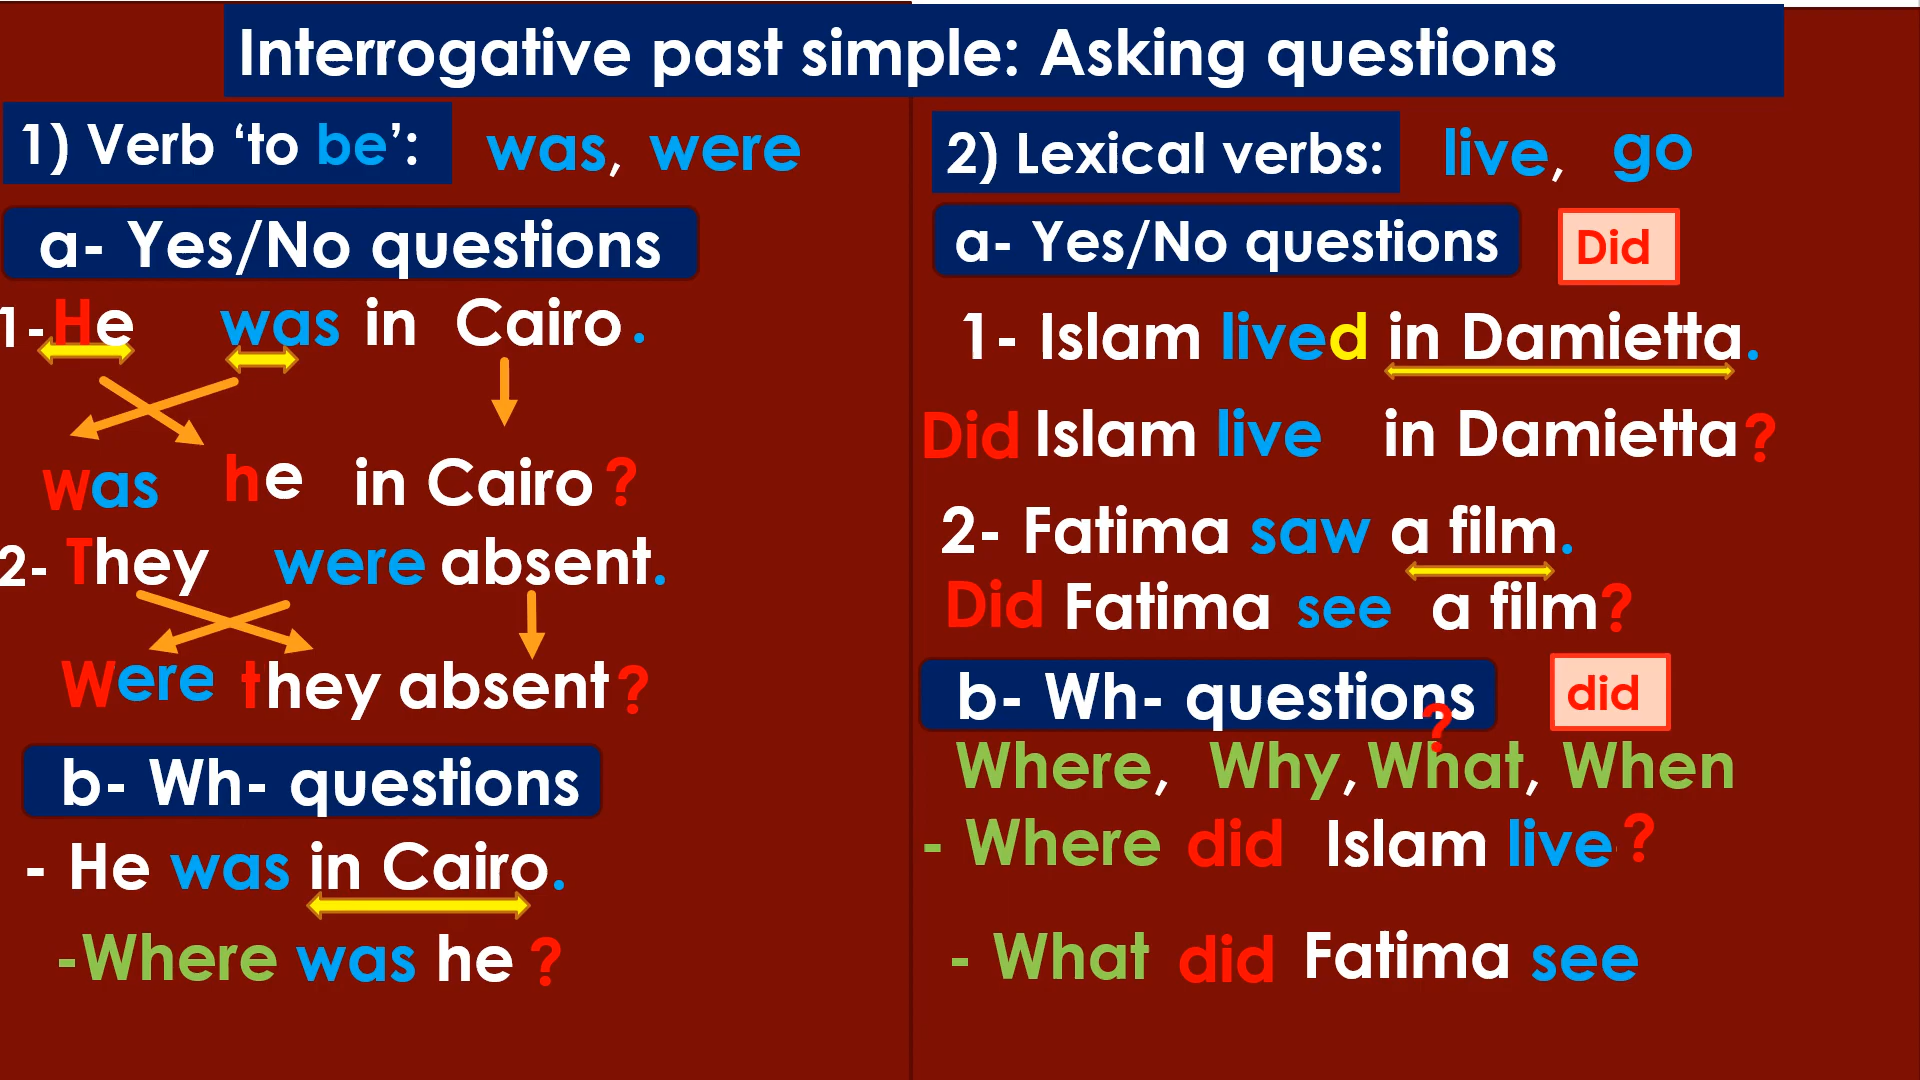 Interrogative past simple: Asking questions
1) Verb ‘to be’: was, were
a- Yes/No questions
1-He was in Cairo.
was he in Cairo?
2- They were absent.
Were they absent?
b- Wh- questions
- He was in Cairo.
-Where was he ?
2) Lexical verbs: live, go
a- Yes/No questions Did
1- Islam lived in Damietta.
Did Islam live in Damietta?
2- Fatima saw a film.
Did Fatima see a film?
b- Wh- questions did
?
Where, Why, What, When
- Where did Islam live ?
- What did Fatima see